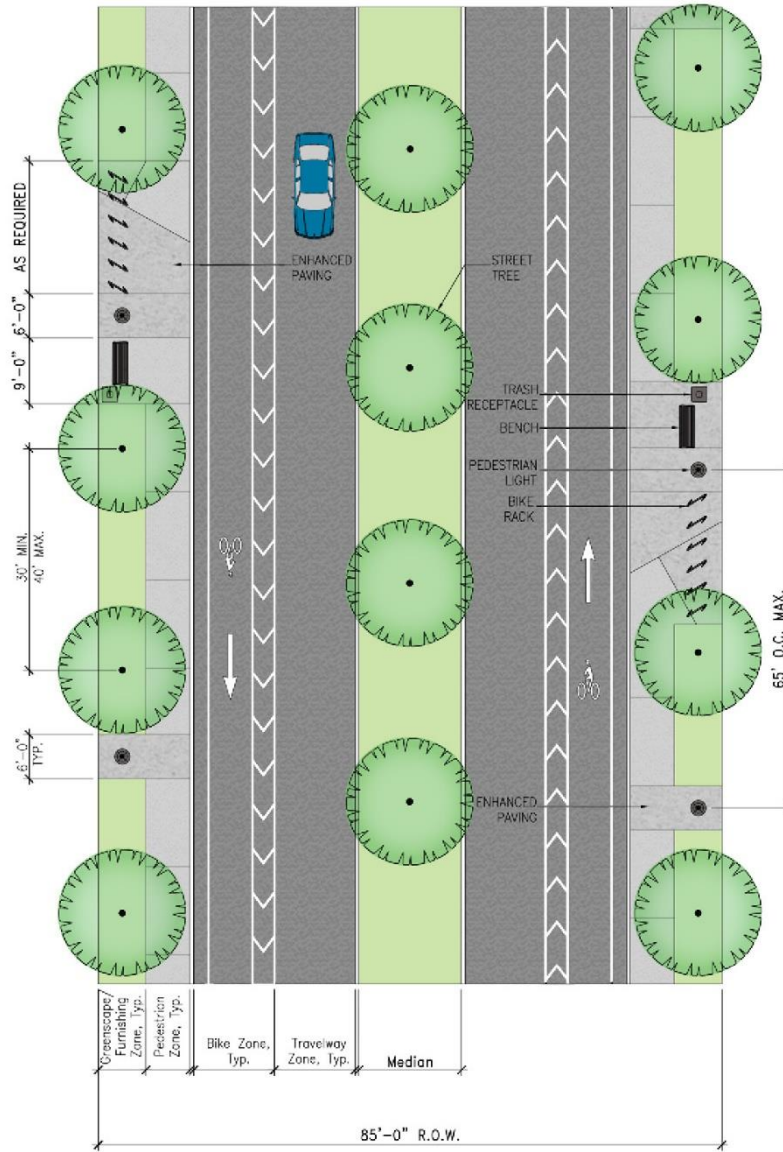 AS REQUIRED
6'-0"
9'-0"
30' MIN.
40' MAX.
6'-0"
TYP.
ENHANCED
PAVING
STREET
TREE
TRASH
RECEPTACLE
BENCH
PEDESTRIAN
LIGHT
BIKE
RACK
65' O.C. MAX.
ENHANCED
PAVING
Greenscape/
Furnishing
Zone, Typ.
Pedestrian
Zone, Typ.
Bike Zone,
Typ.
Travelway
Zone, Typ.
Median
85'-0" R.O.W.